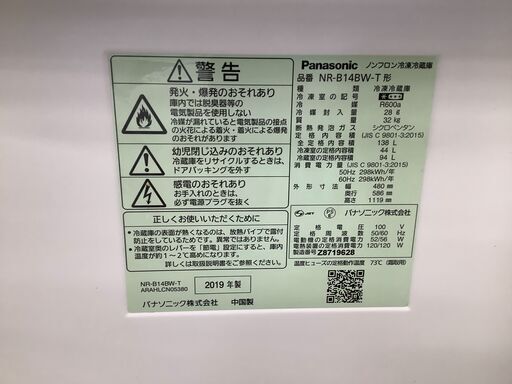 警告
発火・爆発のおそれあり
庫内では脱臭器等の
電気製品を使用しない
冷媒が漏れていると電気製品の接点
の火花による着火・爆発のおそれあり
幼児閉じ込みのおそれあり
冷蔵庫をリサイクルするときは、
ドアパッキングを外す
感電のおそれあり
お手入れのときは、
必ず電源プラグを抜く
正しくお使いいただくために
・冷蔵庫の表面が熱くなるのは、放熱パイプで露付
防止をしているためで、異常ではありません。
・冷蔵室奥のレバーを「節電」設定にすると、庫内
温度が約1～2℃高めになります。
詳しくは取扱説明書をご覧ください。
NR-B14BW-T
ARAHLCN05380
2019 年製
パナソニック株式会社 中国製
Panasonic ノンフロン冷凍冷蔵庫
品番 NR-B14BW-T 形
種類 冷凍冷蔵庫
冷凍室の記号
冷媒 R600a
冷媒封入量 28 g
質量 32 kg
断熱発泡ガス シクロペンタン
定格内容積 (JIS C 9801-3:2015)
全定格内容積 138 L
冷凍室の定格内容積 44 L
冷蔵室の定格内容積 94 L
消費電力量 (JIS C 9801-3:2015)
50Hz 298kWh/年
60Hz 298kWh/年
外形寸法 幅 480 mm
奥行 586 mm
高さ 1119 mm
JET PS E パナソニック株式会社
定格電圧 100 V
定格周波数 50/60 Hz
電動機の定格消費電力 52/56 W
電熱装置の定格消費電力 120/120 W
製造番号 Z8719628
温度ヒューズの定格動作温度 73℃ (霜取用)